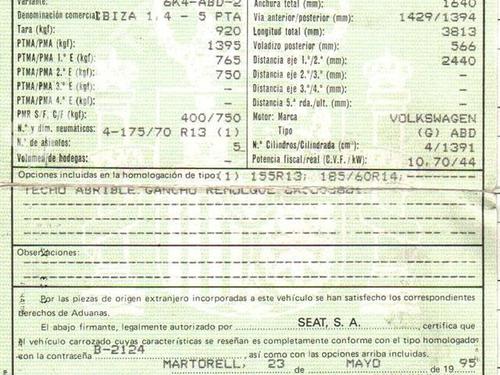 Variante: 6K4-ABD-2
Anchura total (mm): 1640
Denominación comercial: IBIZA 1.4 - 5 PTA
Vía anterior/posterior (mm): 1429/1394
Tara (kgf): 920
Longitud total (mm): 3813
PTMA/PMA (kgf): 1395
Voladizo posterior (mm): 566
PTMA/PMA 1.º E (kgf): 765
Distancia eje 1.º/2.º (mm): 2440
PTMA/PMA 2.º E (kgf): 750
Distancia eje 2.º/3.º (mm): -
PTMA/PMA 3.º E (kgf): -
Distancia eje 3.º/4.º (mm): -
PTMA/PMA 4.º E (kgf): -
Distancia 5.ª rda./últ. (mm): -
PMR S/F. C/F (kgf): 400/750
Motor: Marca VOLKSWAGEN
N.º y dim. neumáticos: 4-175/70 R13 (1)
Tipo (G) ABD
N.º de asientos: 5
N.º Cilindros/Cilindrada (cm³): 4/1391
Volumen de bodegas: -
Potencia fiscal/real (C.V.F./kW): 10,70/44
Opciones incluidas en la homologación de tipo (1) 155R13; 185/60R14;
TECHO ABRIBLE. GANCHO REMOLQUE
Observaciones:
Por las piezas de origen extranjero incorporadas a este vehículo se han satisfecho los correspondientes
derechos de Aduanas.
El abajo firmante, legalmente autorizado por SEAT, S. A., certifica que
el vehículo carrozado cuyas características se reseñan es completamente conforme con el tipo homologado
con la contraseña B-2124, así como con las opciones arriba incluidas.
MARTORELL, 23 de MAYO de 1995